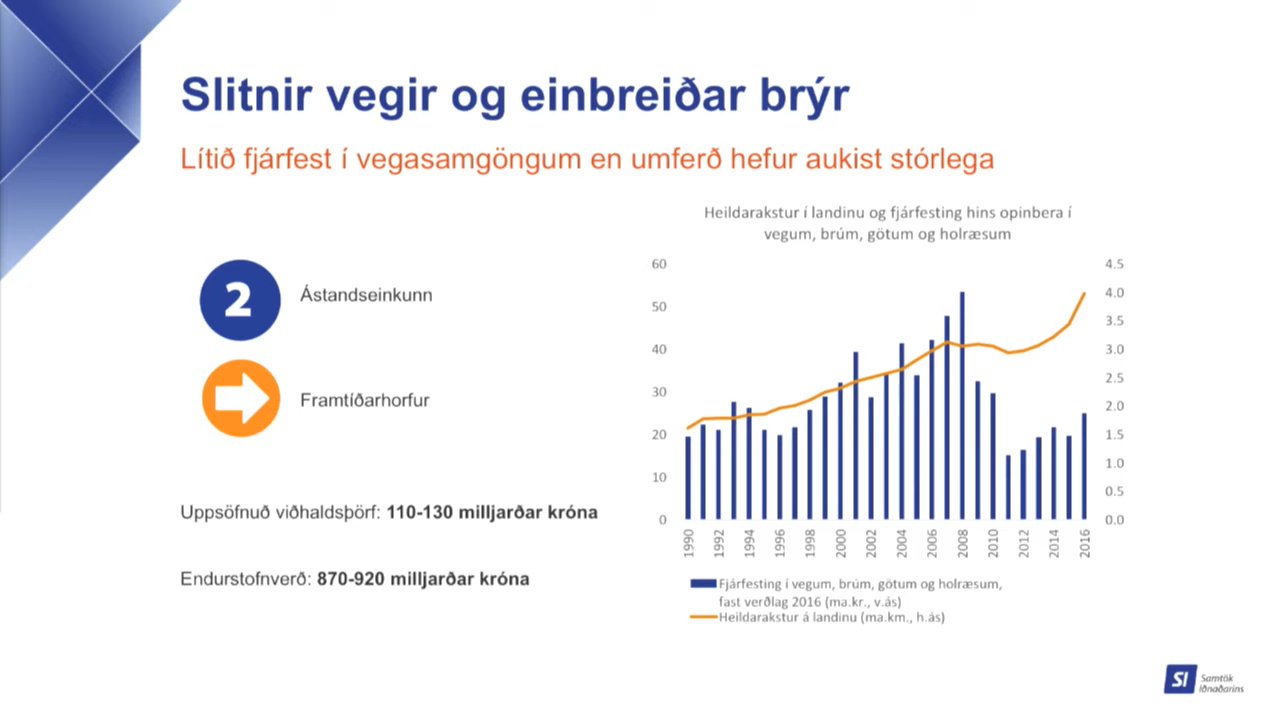 Slitnir vegir og einbreiðar brýr
Lítið fjárfest í vegasamgöngum en umferð hefur aukist stórlega
2
Ástandseinkunn
Framtíðarhorfur
Uppsöfnuð viðhaldsþörf: 110-130 milljarðar króna
Endurstofnverð: 870-920 milljarðar króna
Heildarakstur í landinu og fjárfesting hins opinbera í
vegum, brúm, götum og holræsum
60
50
40
30
20
10
0
4.5
4.0
3.5
3.0
2.5
2.0
1.5
1.0
0.5
0.0
1990
1992
1994
1996
1998
2000
2002
2004
2006
2008
2010
2012
2014
2016
Fjárfesting í vegum, brúm, götum og holræsum,
fast verðlag 2016 (ma.kr., v.ás)
Heildarakstur á landinu (ma.km., h.ás)
SI
Samtök
iðnaðarins